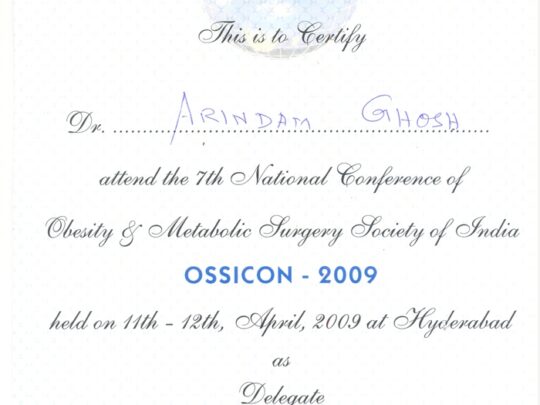 This is to Certify
Dr. ARINDAM GHOSH
attend the 7th National Conference of
Obesity & Metabolic Surgery Society of India
OSSICON - 2009
held on 11th - 12th, April, 2009 at Hyderabad
as
Delegate